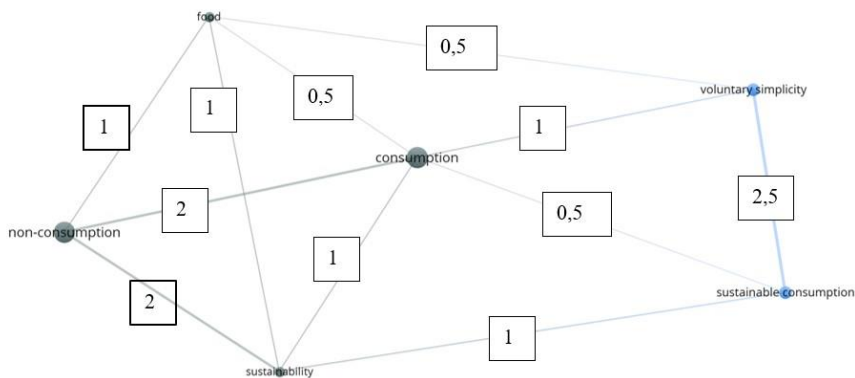 food
0,5
voluntary simplicity
0,5
1
1
1
consumption
2
2,5
0,5
non-consumption
1
2
sustainable consumption
1
sustainability